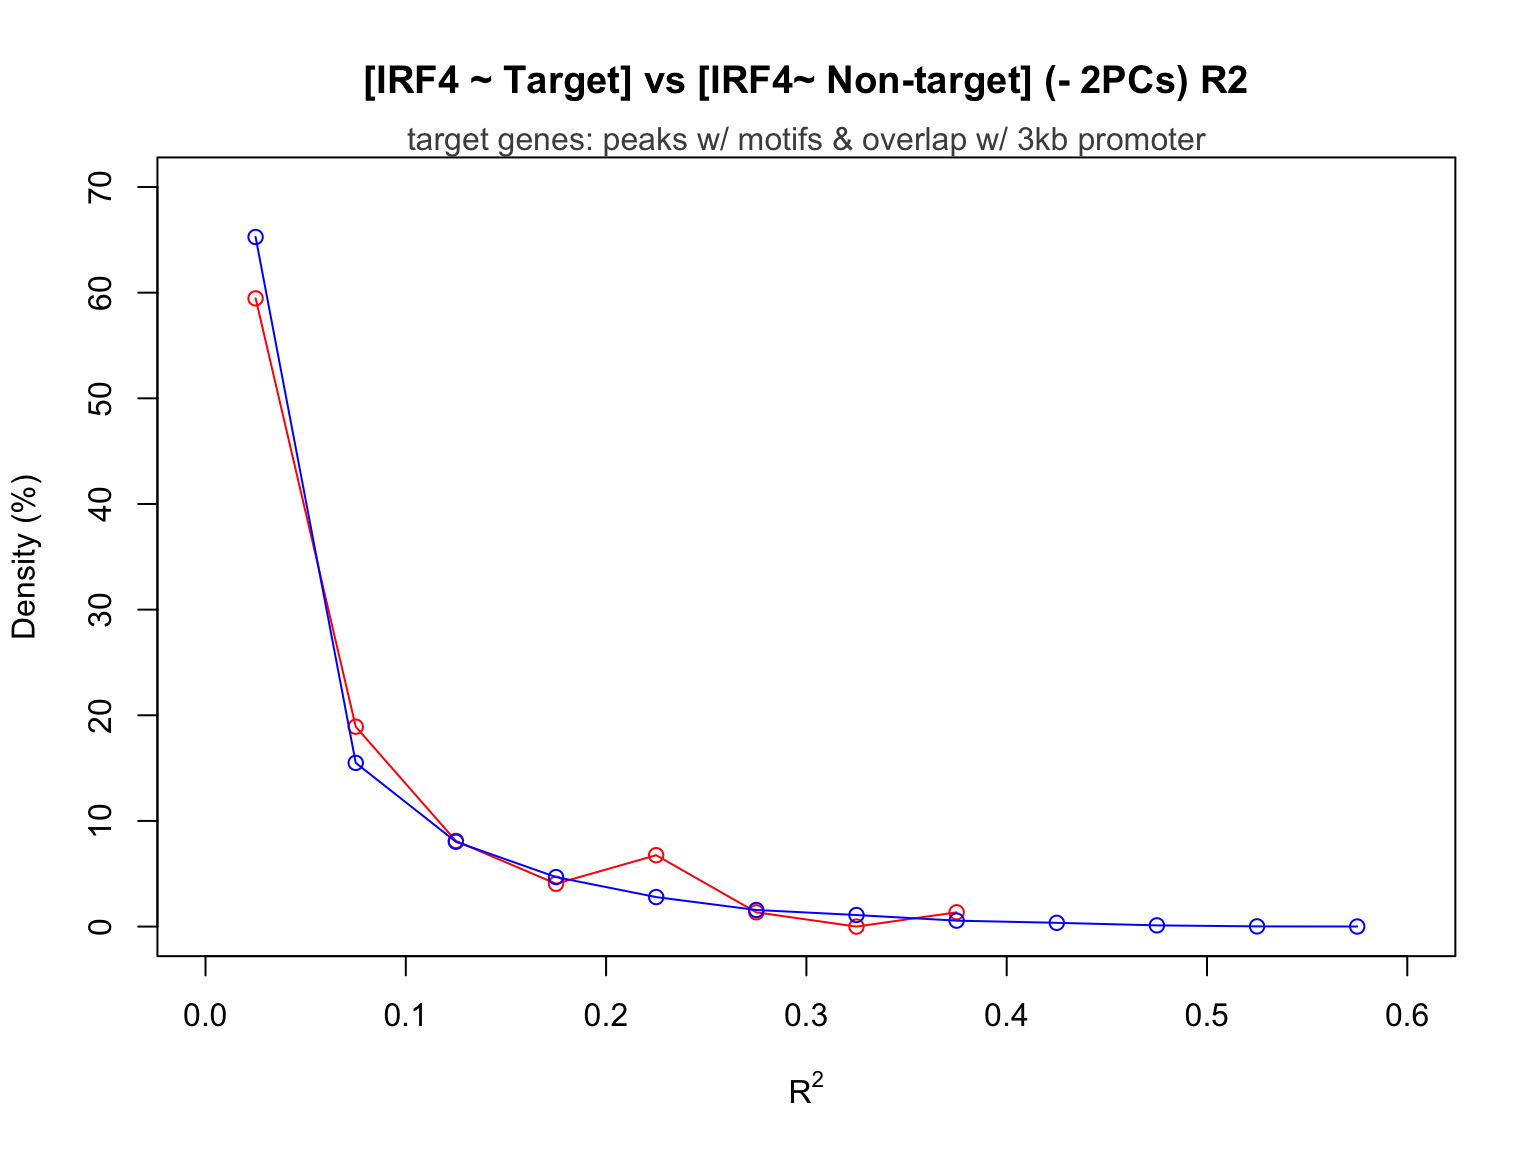 [IRF4 ~ Target] vs [IRF4~ Non-target] (- 2PCs) R2
target genes: peaks w/ motifs & overlap w/ 3kb promoter
70
60
50
40
30
20
10
0
Density (%)
0.0 0.1 0.2 0.3 0.4 0.5 0.6
R²